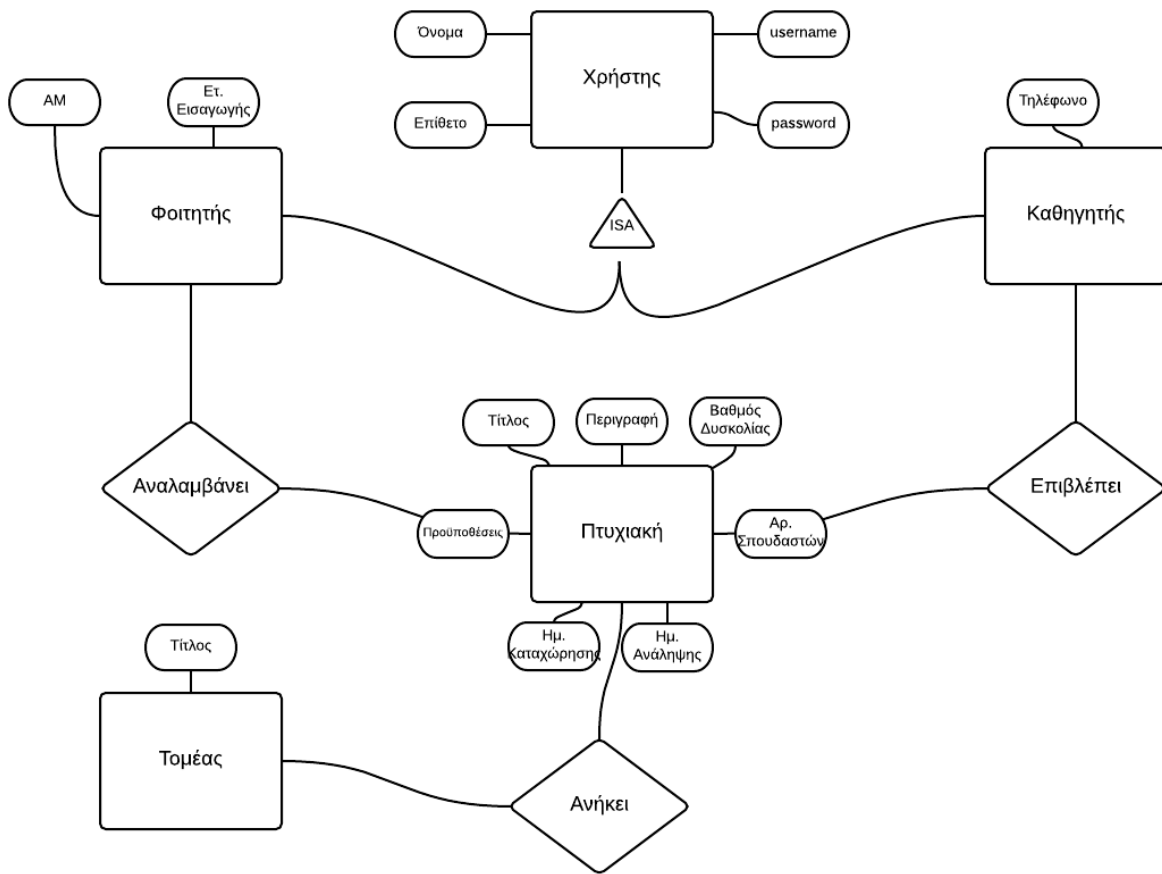 Όνομα
username
Χρήστης
Επίθετο
password
ΑΜ
Ετ.
Εισαγωγής
Τηλέφωνο
Φοιτητής
ISA
Καθηγητής
Τίτλος
Περιγραφή
Βαθμός
Δυσκολίας
Αναλαμβάνει
Επιβλέπει
Προϋποθέσεις
Πτυχιακή
Αρ.
Σπουδαστών
Ημ.
Καταχώρησης
Ημ.
Ανάληψης
Τίτλος
Τομέας
Ανήκει